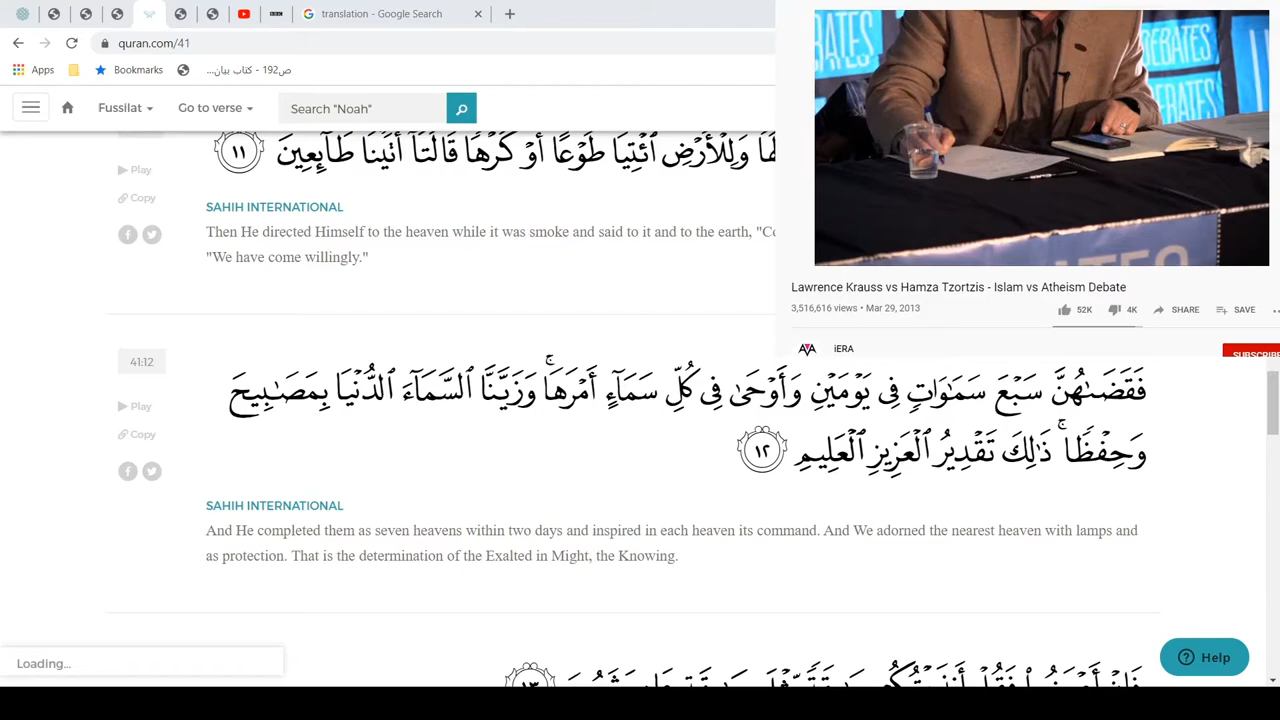 translation - Google Search
quran.com/41
Apps
Bookmarks
ص192 - كتاب بيان...
Fussilat
Go to verse
Search "Noah"
DEBATES
DEBATES
وَلِلْأَرْضِ ٱئْتِيَا طَوْعًا أَوْ كَرْهًا قَالَتَآ أَتَيْنَا طَآئِعِينَ ١١
Play
Copy
SAHIH INTERNATIONAL
Then He directed Himself to the heaven while it was smoke and said to it and to the earth, "Co
"We have come willingly."
Lawrence Krauss vs Hamza Tzortzis - Islam vs Atheism Debate
3,516,616 views • Mar 29, 2013
52K
4K
SHARE
SAVE
iERA
SUBSCRIBE
41:12
فَقَضَىٰهُنَّ سَبْعَ سَمَـٰوَاتٍ فِى يَوْمَيْنِ وَأَوْحَىٰ فِى كُلِّ سَمَآءٍ أَمْرَهَا ۚ وَزَيَّنَّا ٱلسَّمَآءَ ٱلدُّنْيَا بِمَصَـٰبِيحَ
وَحِفْظًا ۚ ذَٰلِكَ تَقْدِيرُ ٱلْعَزِيزِ ٱلْعَلِيمِ ١٢
Play
Copy
SAHIH INTERNATIONAL
And He completed them as seven heavens within two days and inspired in each heaven its command. And We adorned the nearest heaven with lamps and
as protection. That is the determination of the Exalted in Might, the Knowing.
Loading...
Help